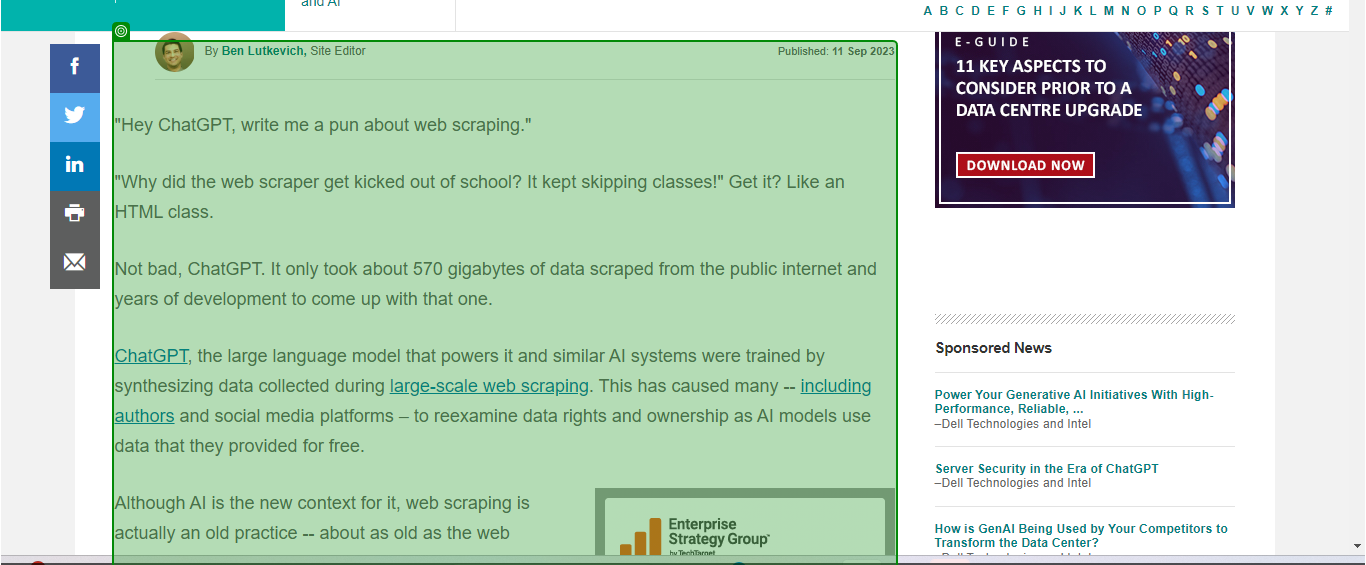 and AI
A B C D E F G H I J K L M N O P Q R S T U V W X Y Z #
By Ben Lutkevich, Site Editor
Published: 11 Sep 2023
"Hey ChatGPT, write me a pun about web scraping."
"Why did the web scraper get kicked out of school? It kept skipping classes!" Get it? Like an
HTML class.
Not bad, ChatGPT. It only took about 570 gigabytes of data scraped from the public internet and
years of development to come up with that one.
ChatGPT, the large language model that powers it and similar AI systems were trained by
synthesizing data collected during large-scale web scraping. This has caused many -- including
authors and social media platforms – to reexamine data rights and ownership as AI models use
data that they provided for free.
Although AI is the new context for it, web scraping is
actually an old practice -- about as old as the web
Enterprise
Strategy Group
by TechTarget
E-GUIDE
11 KEY ASPECTS TO
CONSIDER PRIOR TO A
DATA CENTRE UPGRADE
DOWNLOAD NOW
Sponsored News
Power Your Generative AI Initiatives With High-
Performance, Reliable, ...
–Dell Technologies and Intel
Server Security in the Era of ChatGPT
–Dell Technologies and Intel
How is GenAI Being Used by Your Competitors to
Transform the Data Center?